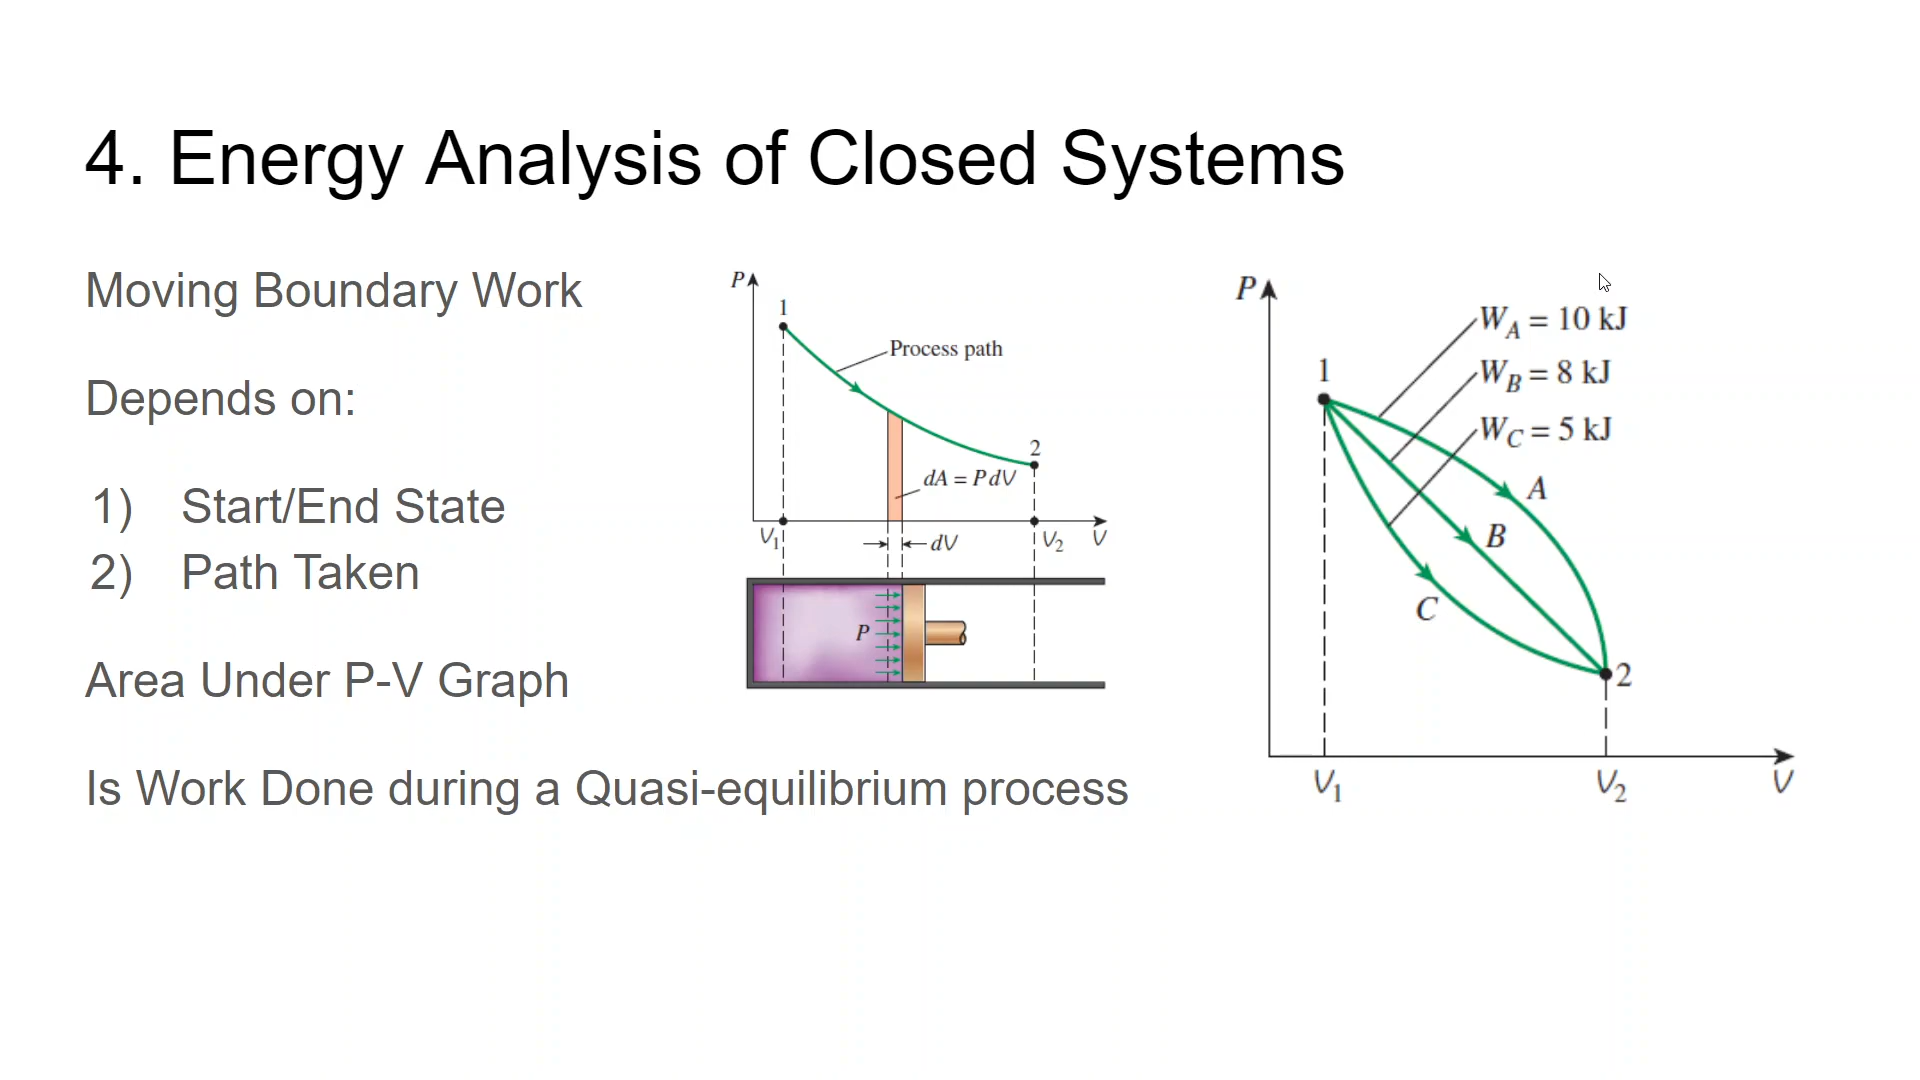 4. Energy Analysis of Closed Systems
Moving Boundary Work
Depends on:
1) Start/End State
2) Path Taken
Area Under P-V Graph
Is Work Done during a Quasi-equilibrium process
P
1
Process path
2
dA = P dV
V₁
dV
V₂
V
P
P
1
W_A = 10 kJ
W_B = 8 kJ
W_C = 5 kJ
A
B
C
2
V₁
V₂
V